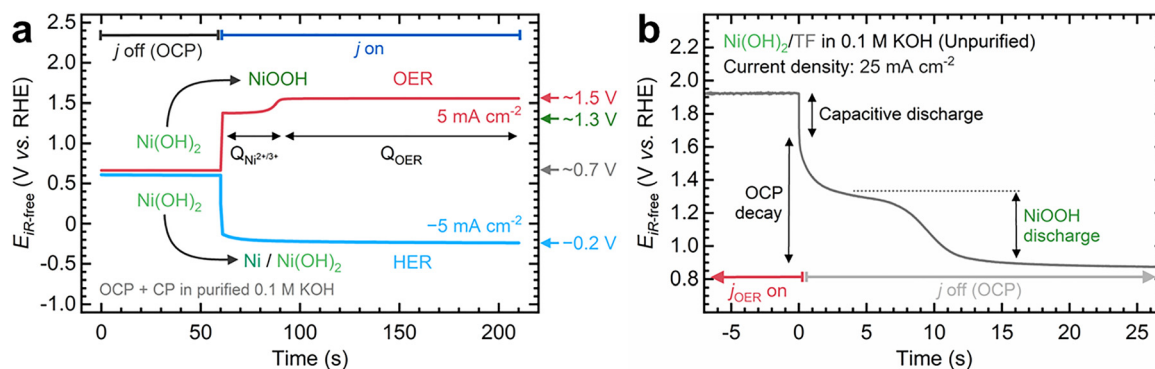 a
E_iR-free (V vs. RHE)
2.5
2.0
1.5
1.0
0.5
0
-0.5
-1.0
j off (OCP)
j on
NiOOH
OER
5 mA cm⁻²
Ni(OH)₂
Q_Ni²⁺/³⁺
Q_OER
Ni(OH)₂
−5 mA cm⁻²
Ni / Ni(OH)₂
HER
OCP + CP in purified 0.1 M KOH
~1.5 V
~1.3 V
~0.7 V
−0.2 V
0
50
100
150
200
Time (s)
b
E_iR-free (V vs. RHE)
2.2
2.0
1.8
1.6
1.4
1.2
1.0
0.8
Ni(OH)₂/TF in 0.1 M KOH (Unpurified)
Current density: 25 mA cm⁻²
Capacitive discharge
OCP
decay
NiOOH
discharge
j_OER on
j off (OCP)
-5
0
5
10
15
20
25
Time (s)